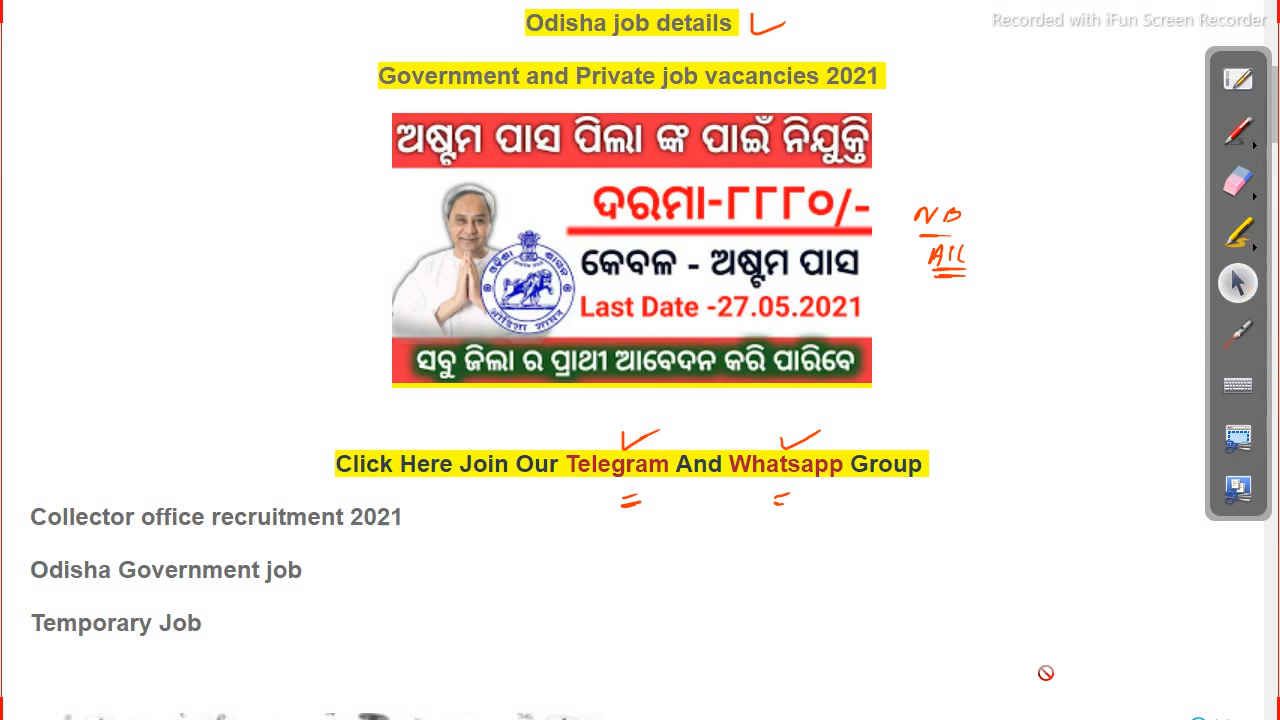 Recorded with iFun Screen Recorder
Odisha job details
Government and Private job vacancies 2021
ଅଷ୍ଟମ ପାସ ପିଲା ଙ୍କ ପାଇଁ ନିଯୁକ୍ତି
ଦରମା-୮୮୮୦/-
କେବଳ - ଅଷ୍ଟମ ପାସ
Last Date -27.05.2021
ସବୁ ଜିଲା ର ପ୍ରାଥୀ ଆବେଦନ କରି ପାରିବେ
NB
Click Here Join Our Telegram And Whatsapp Group
Collector office recruitment 2021
Odisha Government job
Temporary Job